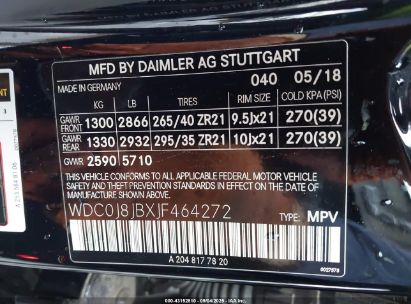 MFD BY DAIMLER AG STUTTGART
MADE IN GERMANY 040 05/18
KG LB TIRES RIM SIZE COLD KPA (PSI)
GAWR FRONT 1300 2866 265/40 ZR21 9.5Jx21 270(39)
GAWR REAR 1330 2932 295/35 ZR21 10Jx21 270(39)
GVWR 2590 5710
THIS VEHICLE CONFORMS TO ALL
APPLICABLE FEDERAL MOTOR VEHICLE
SAFETY AND THEFT PREVENTION
STANDARDS IN EFFECT ON THE DATE
OF MANUFACTURE SHOWN ABOVE.
WDC0J8JBXJF464272 TYPE: MPV
A 204 817 78 20
0027578